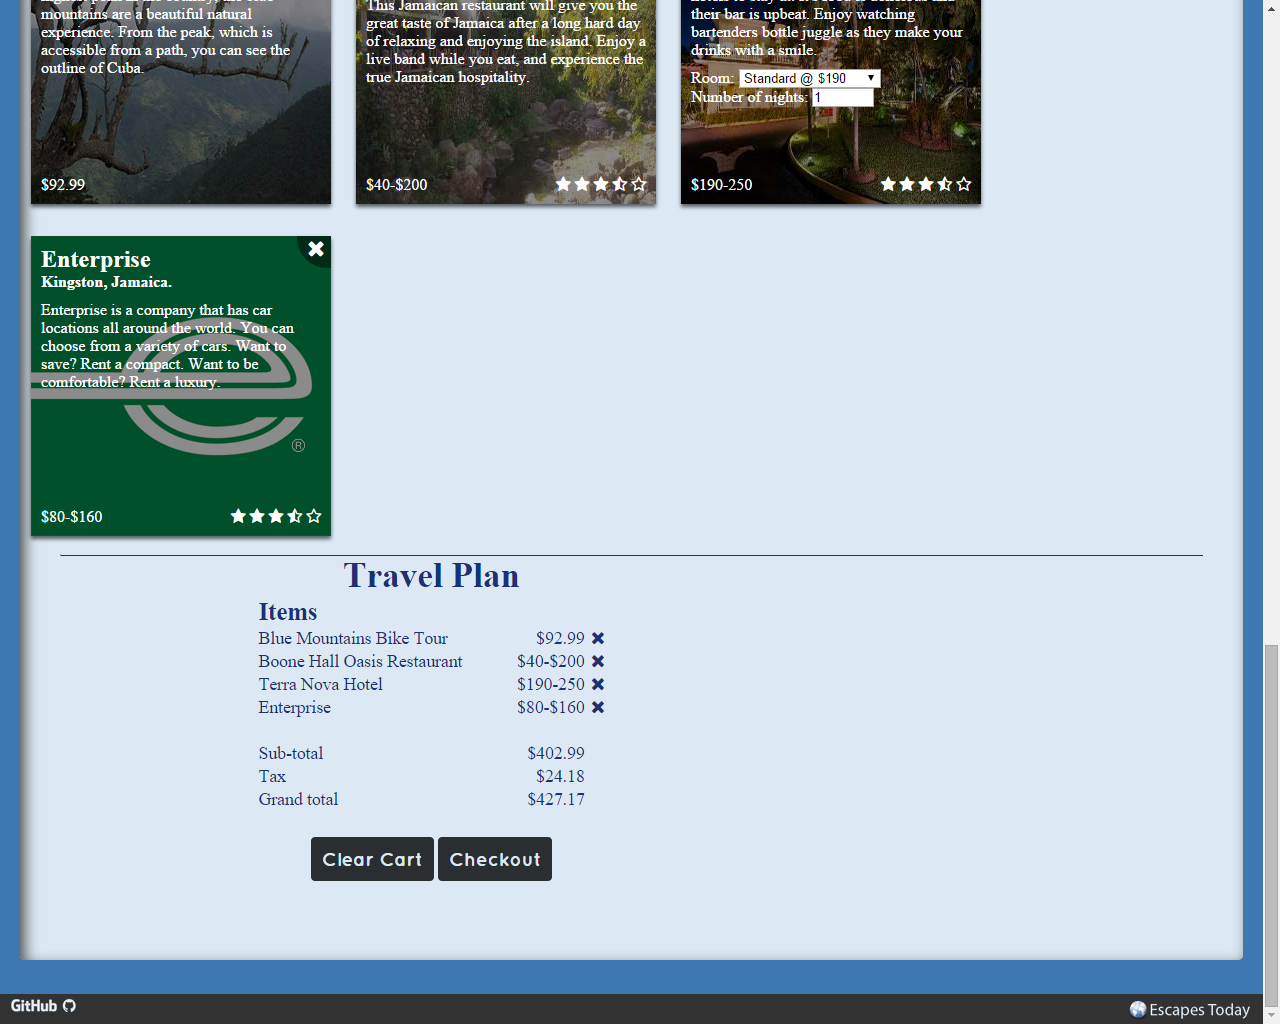 mountains are a beautiful natural
experience. From the peak, which is
accessible from a path, you can see the
outline of Cuba.
$92.99
This Jamaican restaurant will give you the
great taste of Jamaica after a long hard day
of relaxing and enjoying the island. Enjoy a
live band while you eat, and experience the
true Jamaican hospitality.
$40-$200
their bar is upbeat. Enjoy watching
bartenders bottle juggle as they make your
drinks with a smile.
Room: Standard @ $190
Number of nights: 1
$190-250
Enterprise
Kingston, Jamaica.
Enterprise is a company that has car
locations all around the world. You can
choose from a variety of cars. Want to
save? Rent a compact. Want to be
comfortable? Rent a luxury.
®
$80-$160
Travel Plan
Items
Blue Mountains Bike Tour $92.99
Boone Hall Oasis Restaurant $40-$200
Terra Nova Hotel $190-250
Enterprise $80-$160
Sub-total $402.99
Tax $24.18
Grand total $427.17
Clear Cart Checkout
GitHub
Escapes Today